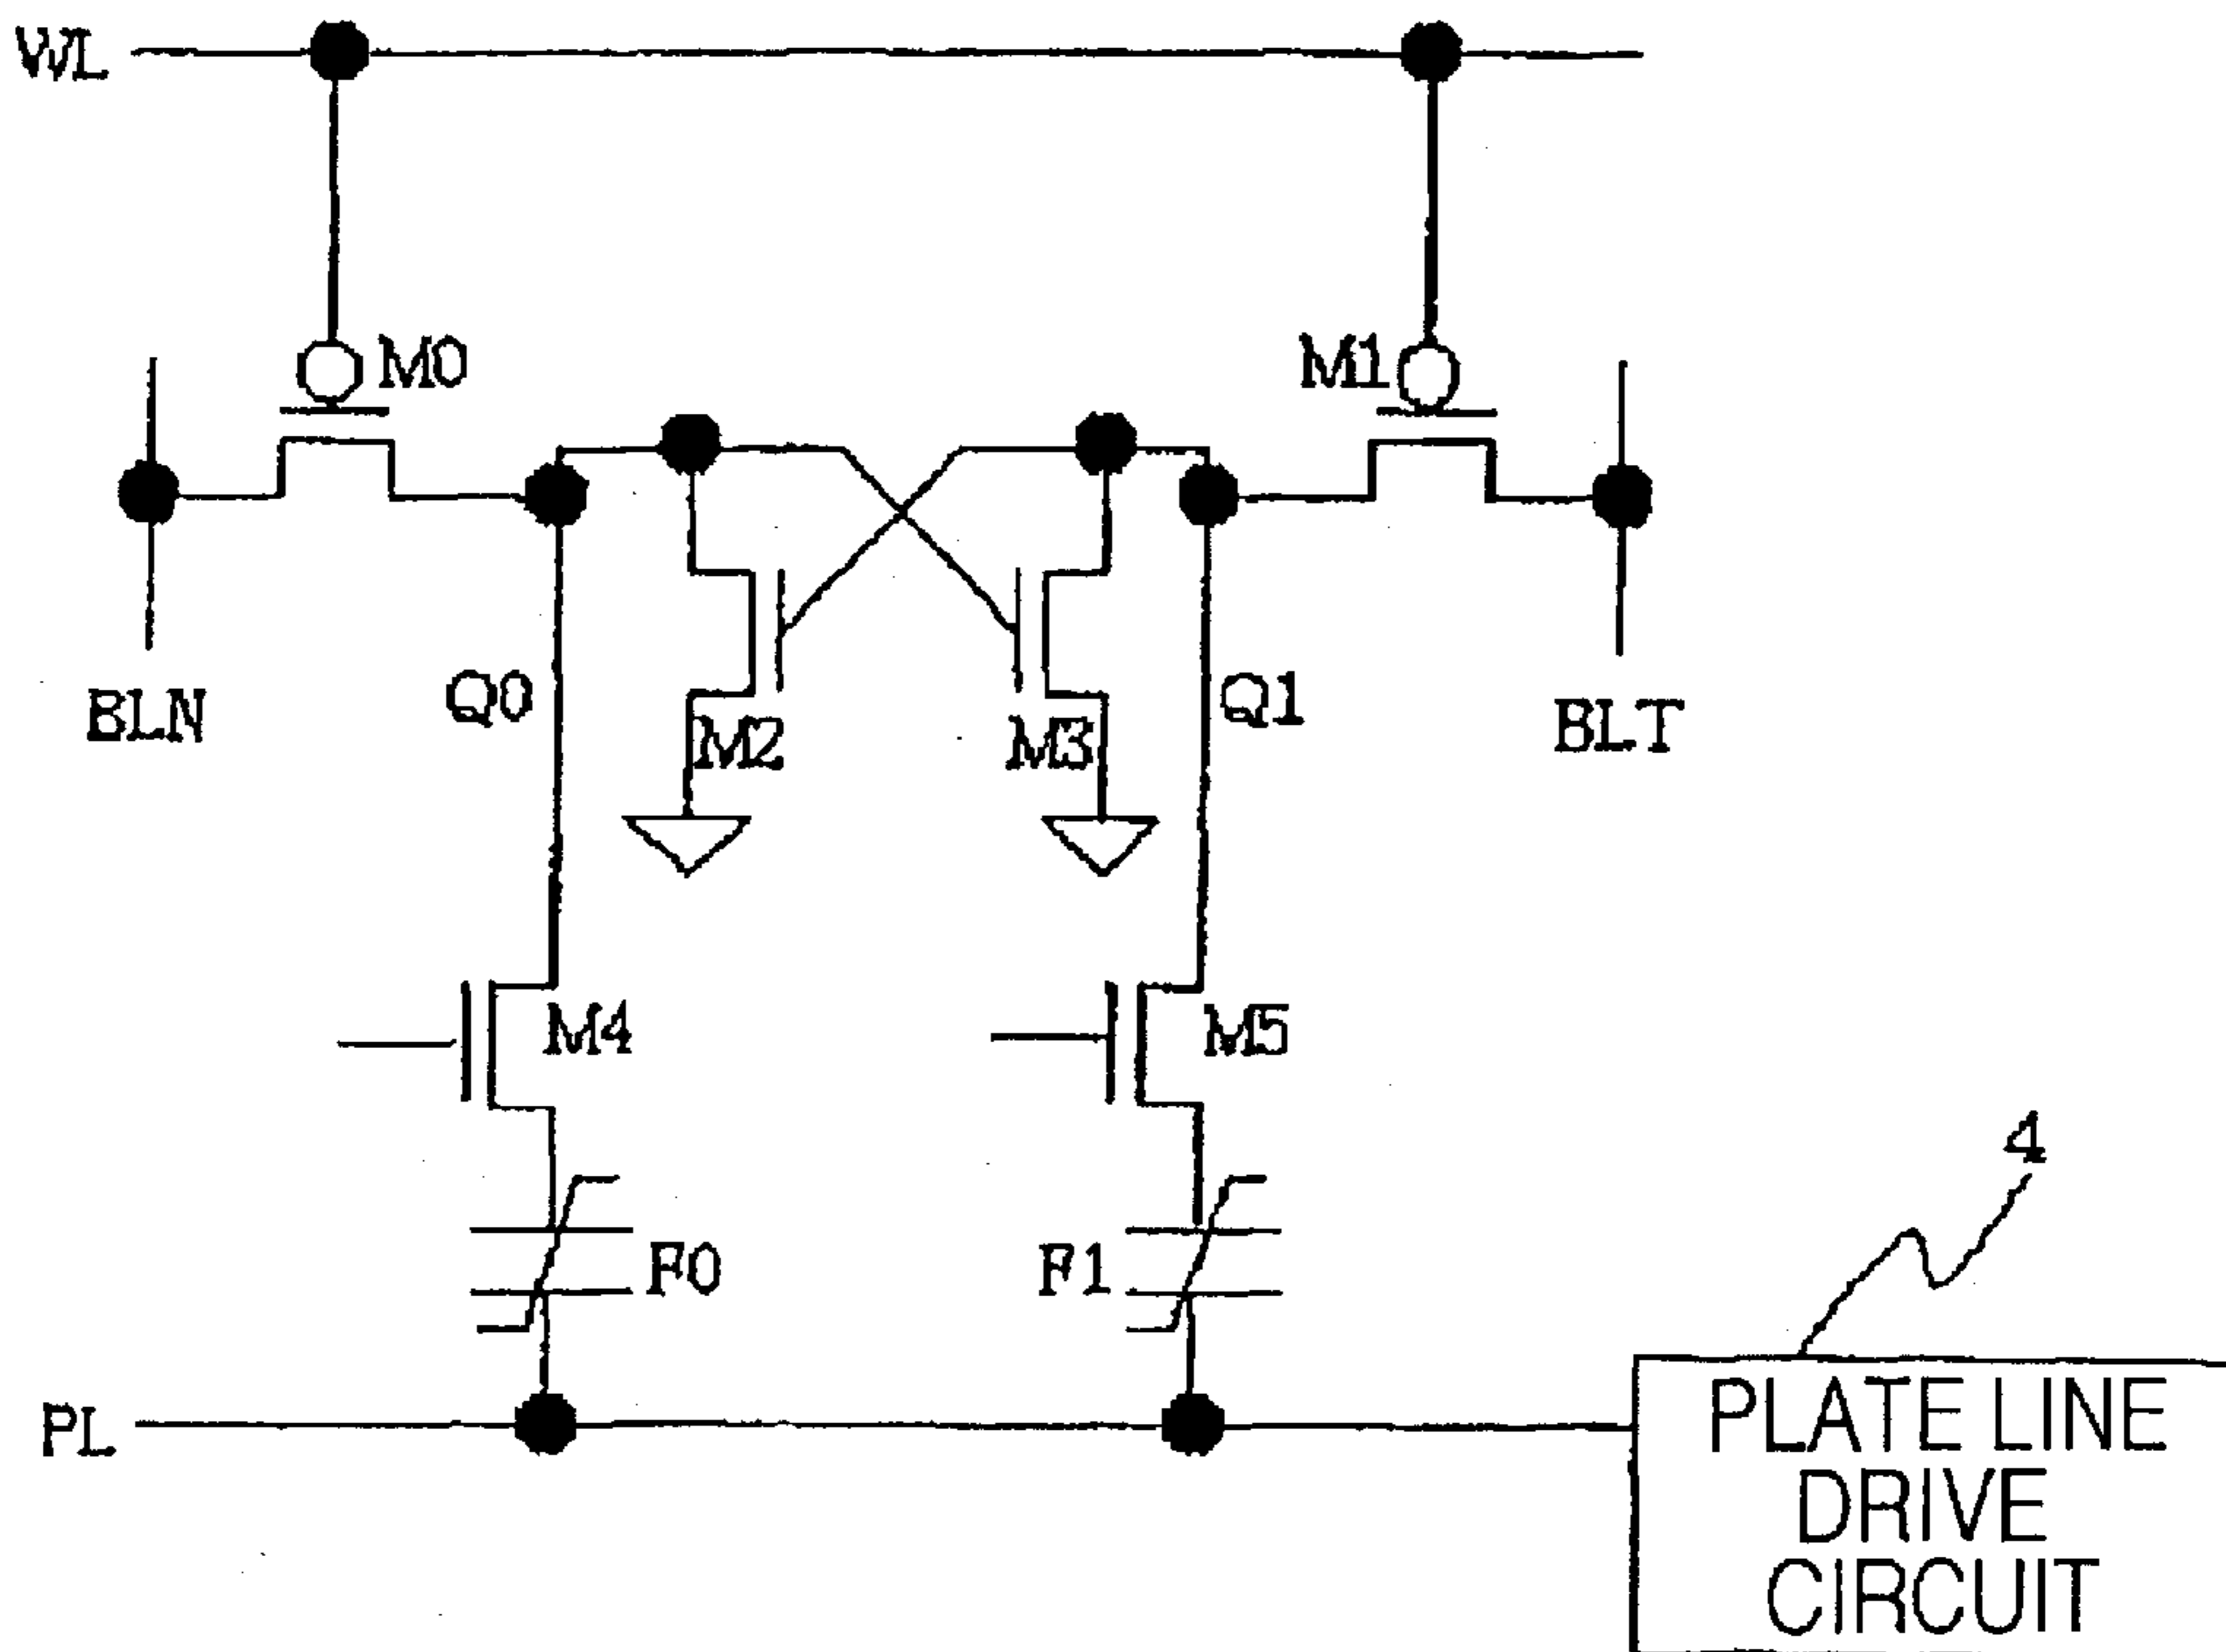 WL
M0
M1
BLN
Q0
M2
M3
Q1
BLT
M4
M5
4
F0
F1
PL
PLATE LINE
DRIVE
CIRCUIT